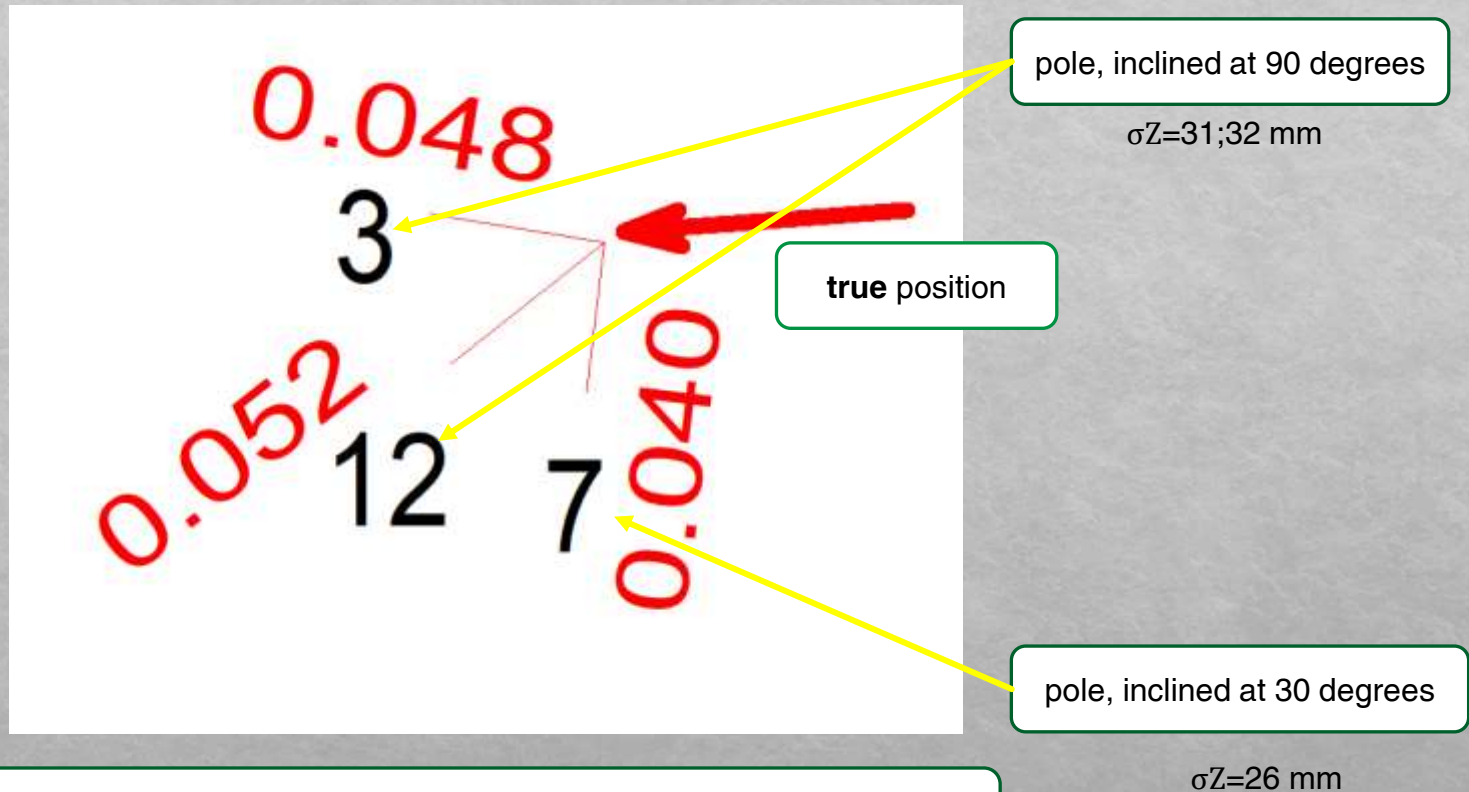 pole, inclined at 90 degrees
σZ=31;32 mm
0.048
3
true position
0.052
12
7
0.040
pole, inclined at 30 degrees
σZ=26 mm